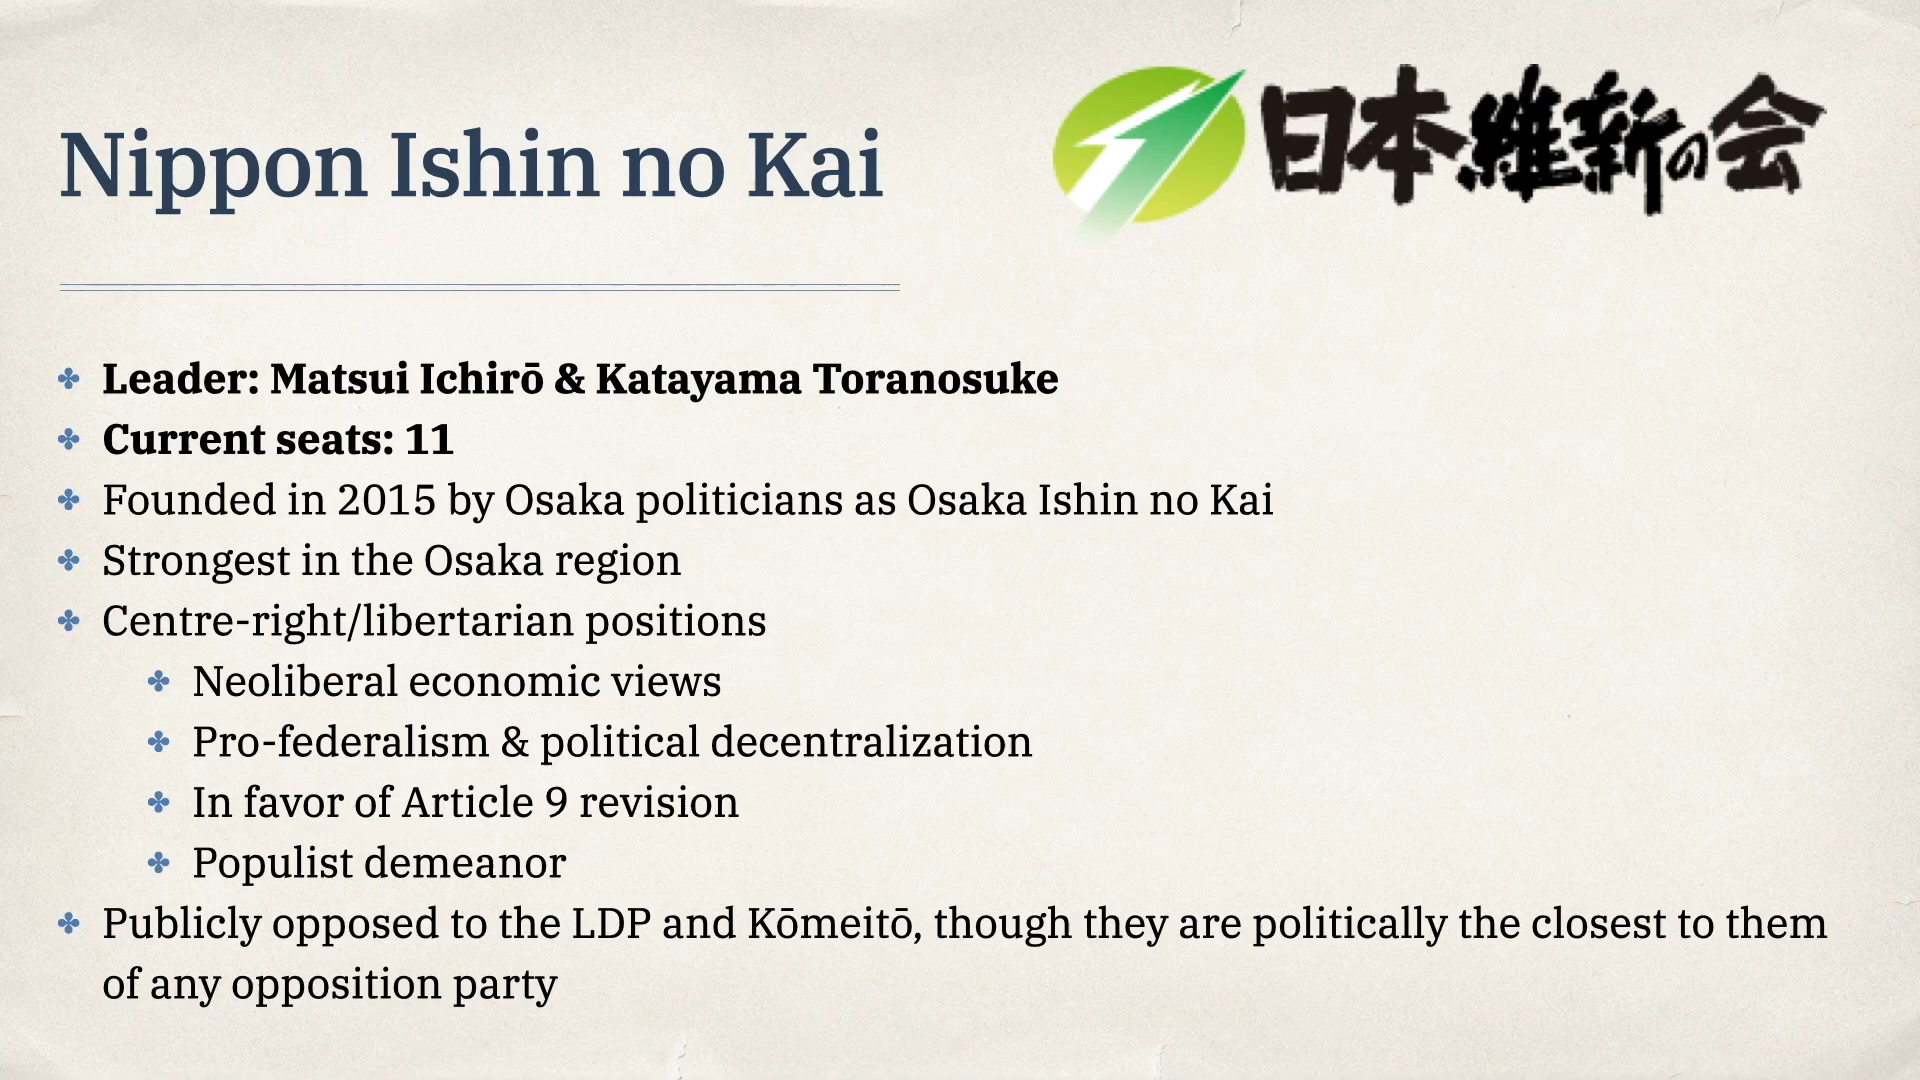 Nippon Ishin no Kai
日本維新の会
Leader: Matsui Ichirō & Katayama Toranosuke
Current seats: 11
Founded in 2015 by Osaka politicians as Osaka Ishin no Kai
Strongest in the Osaka region
Centre-right/libertarian positions
Neoliberal economic views
Pro-federalism & political decentralization
In favor of Article 9 revision
Populist demeanor
Publicly opposed to the LDP and Kōmeitō, though they are politically the closest to them
of any opposition party